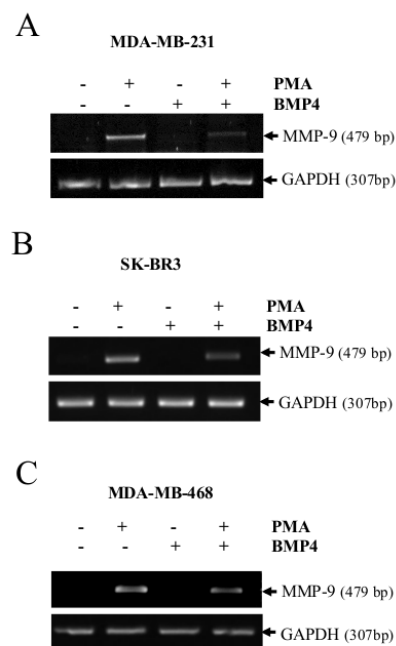 A
MDA-MB-231
- + - + PMA
- - + + BMP4
MMP-9 (479 bp)
GAPDH (307bp)
B
SK-BR3
- + - + PMA
- - + + BMP4
MMP-9 (479 bp)
GAPDH (307bp)
C
MDA-MB-468
- + - + PMA
- - + + BMP4
MMP-9 (479 bp)
GAPDH (307bp)